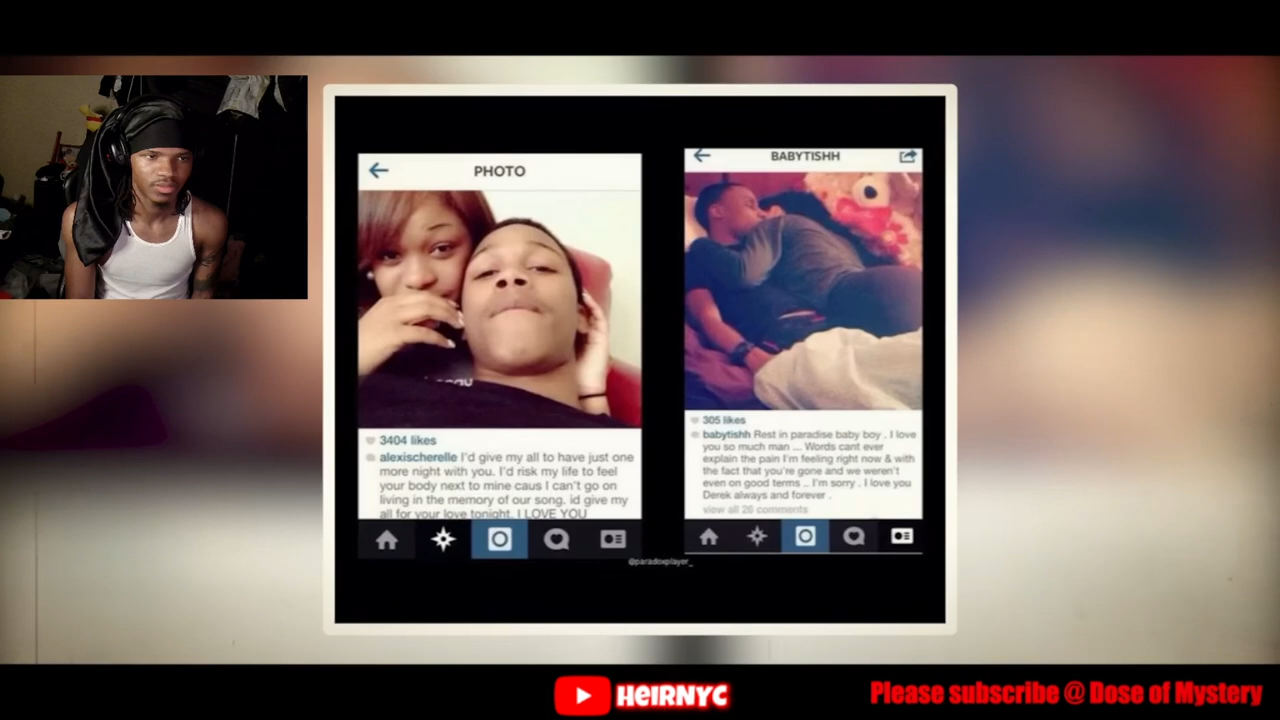 PHOTO
3404 likes
alexischerelle I'd give my all to have just one
more night with you. I'd risk my life to feel
your body next to mine caus I can't go on
living in the memory of our song. id give my
all for your love tonight. I LOVE YOU
BABYTISHH
305 likes
babytishh Rest in paradise baby boy . I love
you so much man ... Words cant ever
explain the pain I'm feeling right now & with
the fact that you're gone and we weren't
even on good terms .. I'm sorry . I love you
Derek always and forever .
view all 26 comments
@paradoxplayer_
HEIRNYC
Please subscribe @ Dose of Mystery